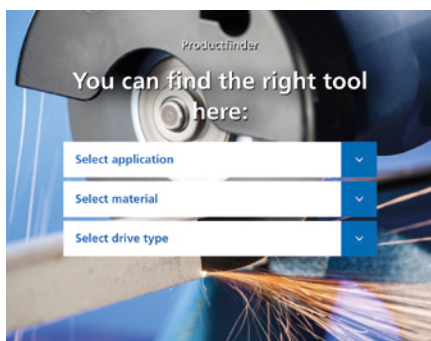 Productfinder
You can find the right tool
here:
Select application
Select material
Select drive type